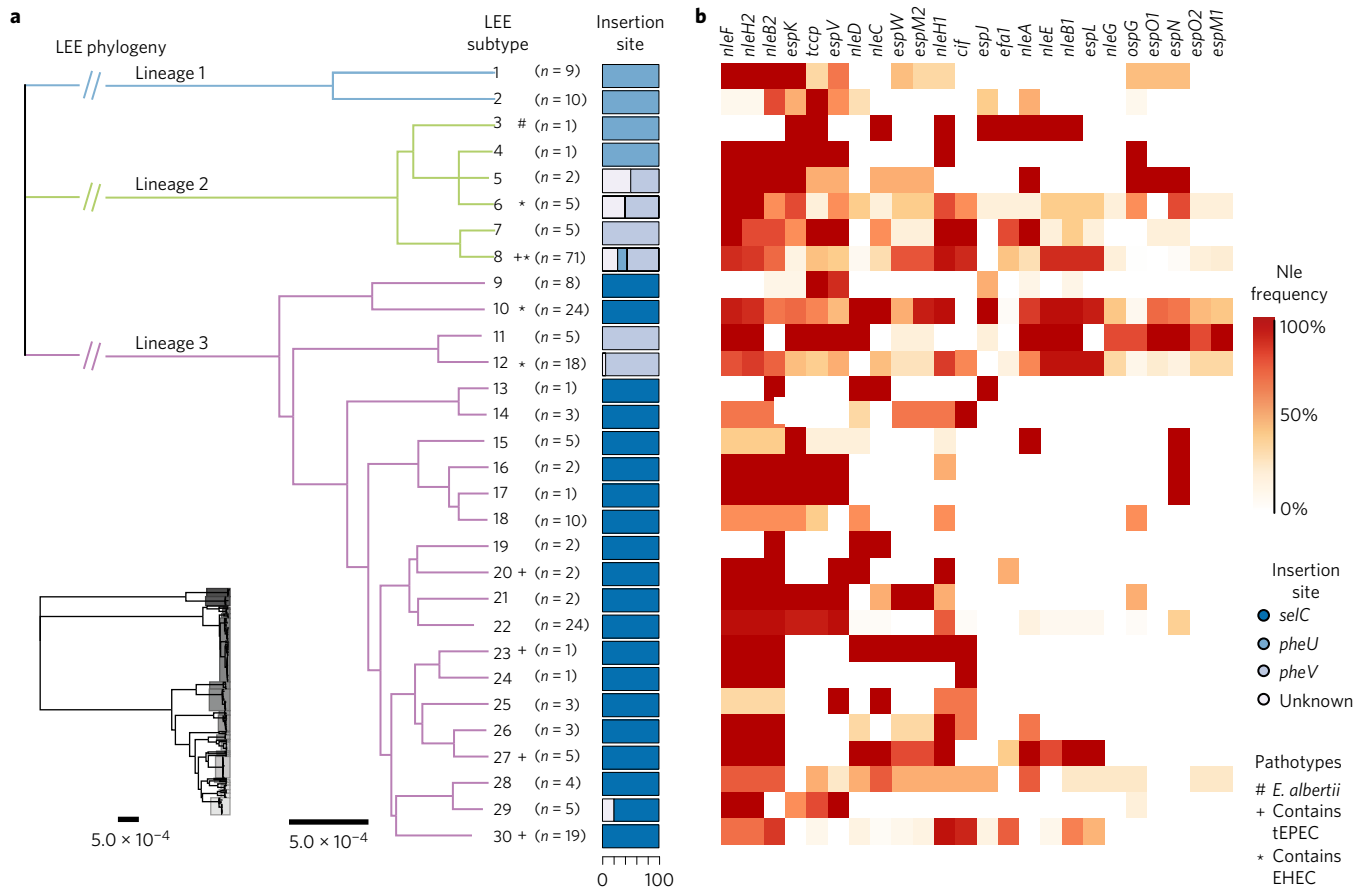 a
LEE phylogeny
LEE subtype
Insertion site
Lineage 1
Lineage 2
Lineage 3
1 (n = 9)
2 (n = 10)
3 # (n = 1)
4 (n = 1)
5 (n = 2)
6 * (n = 5)
7 (n = 5)
8 +* (n = 71)
9 (n = 8)
10 * (n = 24)
11 (n = 5)
12 * (n = 18)
13 (n = 1)
14 (n = 3)
15 (n = 5)
16 (n = 2)
17 (n = 1)
18 (n = 10)
19 (n = 2)
20 + (n = 2)
21 (n = 2)
22 (n = 24)
23 + (n = 1)
24 (n = 1)
25 (n = 3)
26 (n = 3)
27 + (n = 5)
28 (n = 4)
29 (n = 5)
30 + (n = 19)
5.0 × 10⁻⁴
5.0 × 10⁻⁴
0 100
b
nleF
nleH2
nleB2
espK
tccp
espV
nleD
nleC
espW
espM2
nleH1
cif
espJ
efa1
nleA
nleE
nleB1
espL
nleG
ospG
espO1
espN
espO2
espM1
Nle
frequency
100%
50%
0%
Insertion
site
selC
pheU
pheV
Unknown
Pathotypes
# E. albertii
+ Contains
tEPEC
* Contains
EHEC